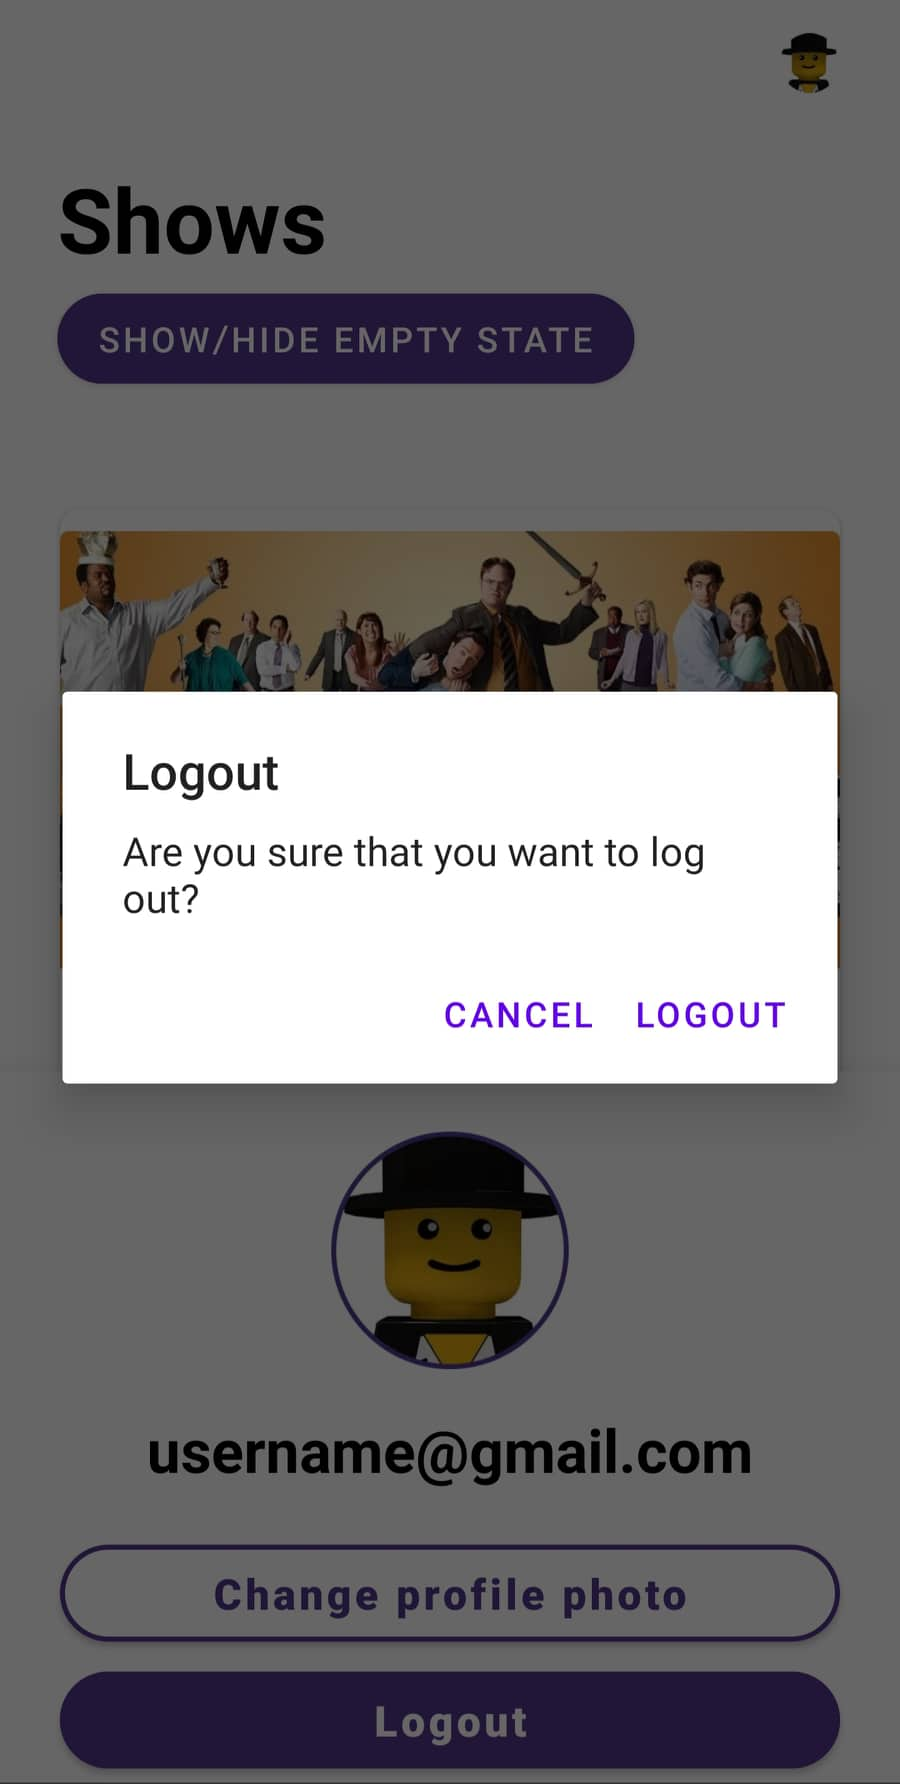 Shows
SHOW/HIDE EMPTY STATE
Logout
Are you sure that you want to log
out?
CANCEL LOGOUT
username@gmail.com
Change profile photo
Logout